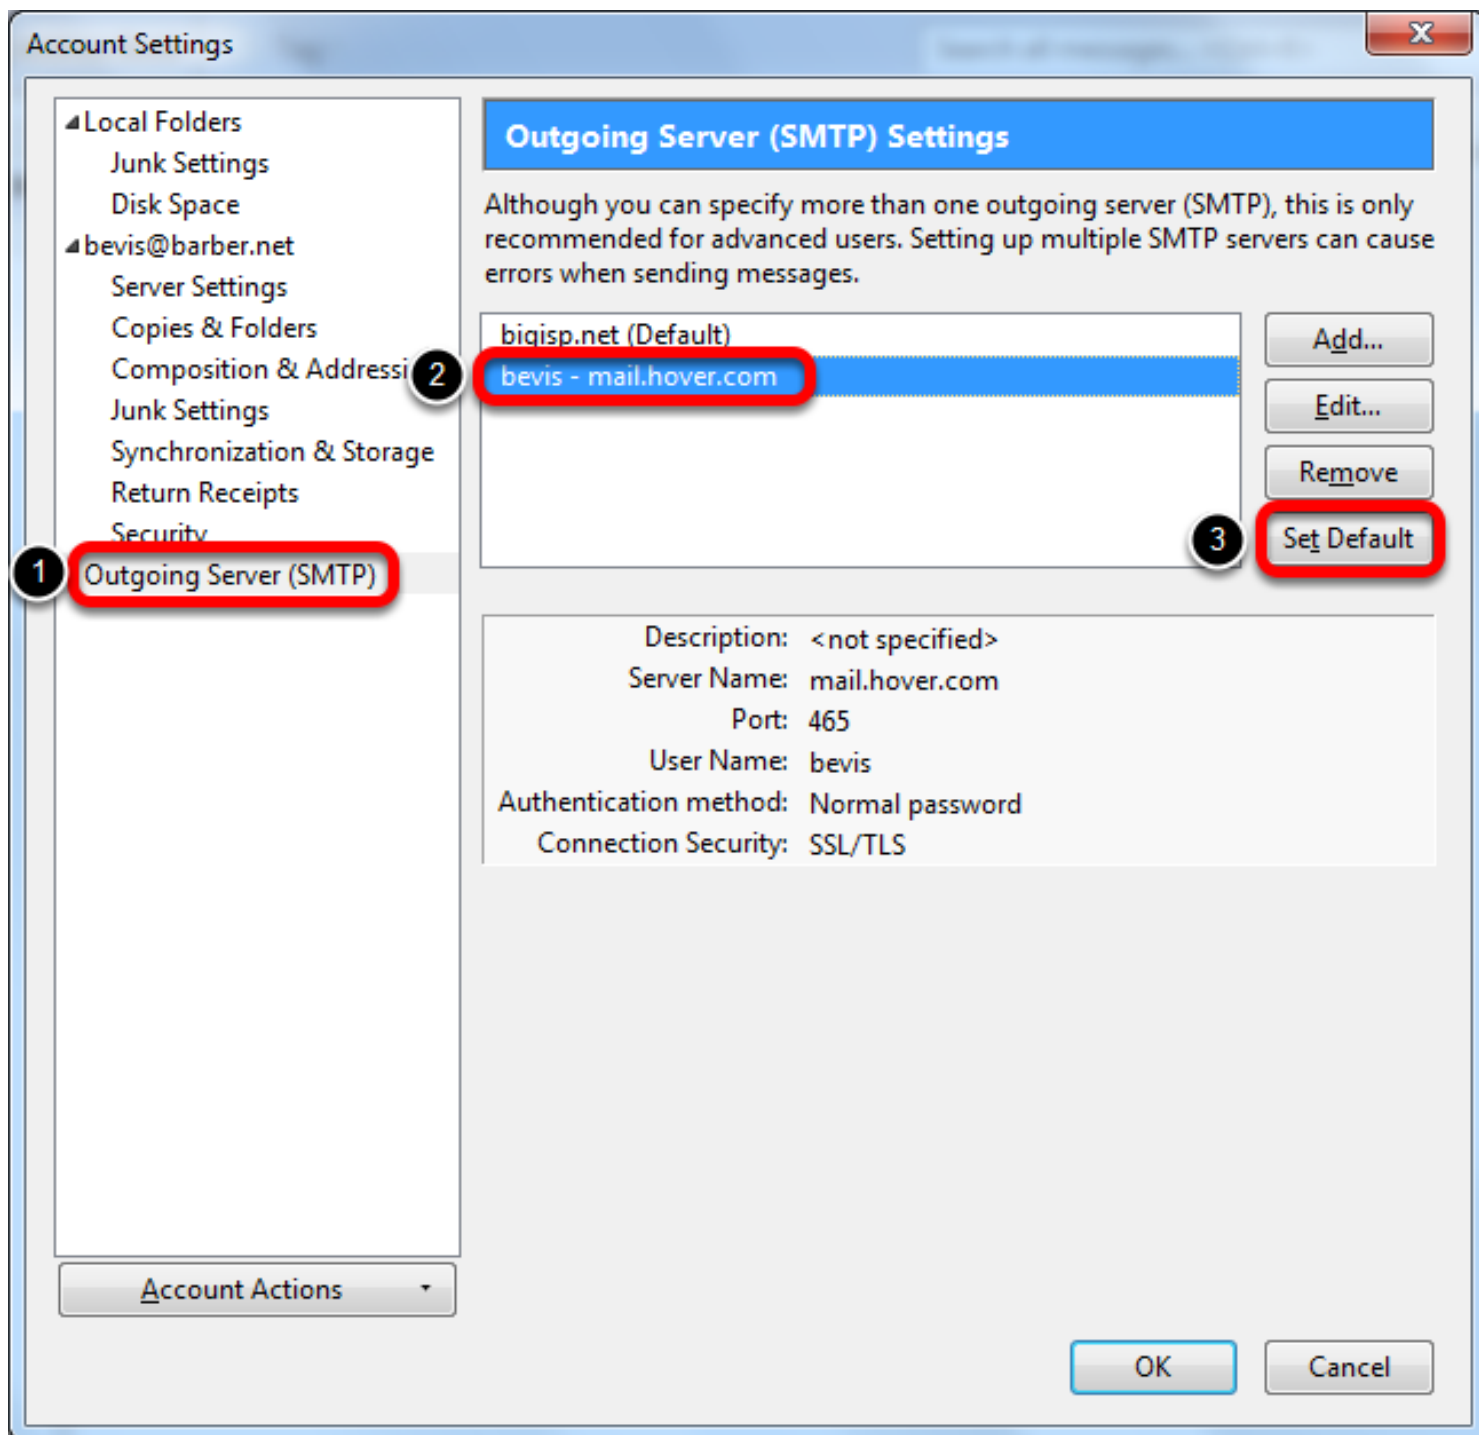 Account Settings
Local Folders
Junk Settings
Disk Space
bevis@barber.net
Server Settings
Copies & Folders
Composition & Addressi
Junk Settings
Synchronization & Storage
Return Receipts
Security
1
Outgoing Server (SMTP)
Account Actions
Outgoing Server (SMTP) Settings
Although you can specify more than one outgoing server (SMTP), this is only
recommended for advanced users. Setting up multiple SMTP servers can cause
errors when sending messages.
bigisp.net (Default)
2
bevis - mail.hover.com
Add...
Edit...
Remove
3
Set Default
Description: <not specified>
Server Name: mail.hover.com
Port: 465
User Name: bevis
Authentication method: Normal password
Connection Security: SSL/TLS
OK
Cancel